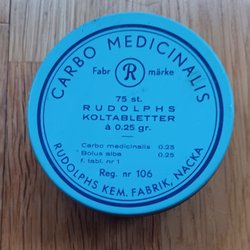 CARBO MEDICINALIS
Fabr R märke
75 st.
RUDOLPHS
KOLTABLETTER
à 0.25 gr.
Carbo medicinalis 0.25
Bolus alba 0.25
f. tabl. nr 1
Reg. nr 106
RUDOLPHS KEM. FABRIK, NACKA